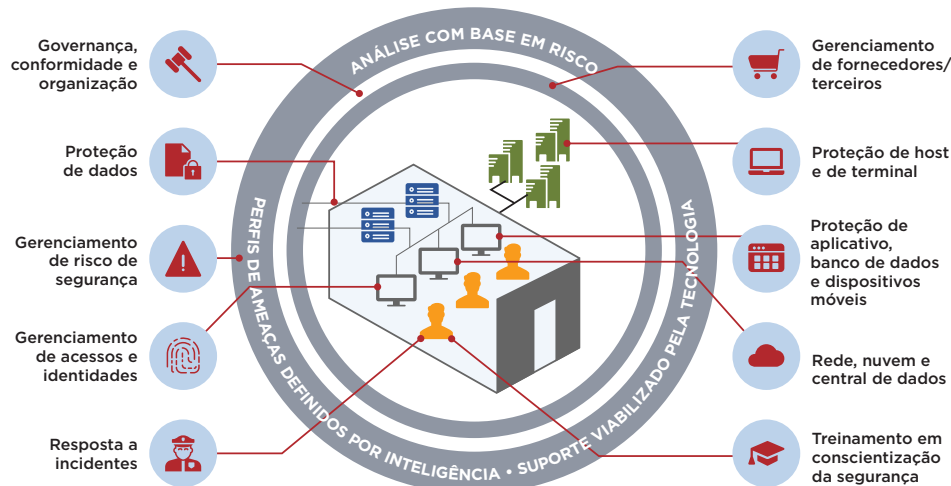 Governança,
conformidade e
organização
Proteção
de dados
Gerenciamento
de risco de
segurança
Gerenciamento
de acessos e
identidades
Resposta a
incidentes
ANÁLISE COM BASE EM RISCO
PERFIS DE AMEAÇAS DEFINIDOS POR INTELIGÊNCIA • SUPORTE VIABILIZADO PELA TECNOLOGIA
Gerenciamento
de fornecedores/
terceiros
Proteção de host
e de terminal
Proteção de
aplicativo,
banco de dados
e dispositivos
móveis
Rede, nuvem e
central de dados
Treinamento em
conscientização
da segurança